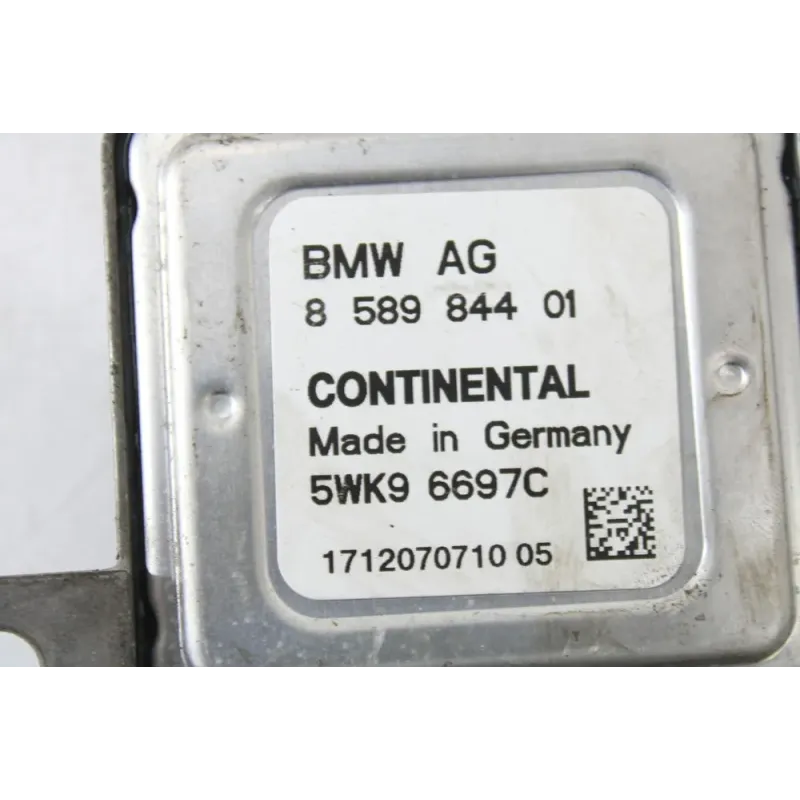 BMW AG
8 589 844 01
CONTINENTAL
Made in Germany
5WK9 6697C
1712070710 05